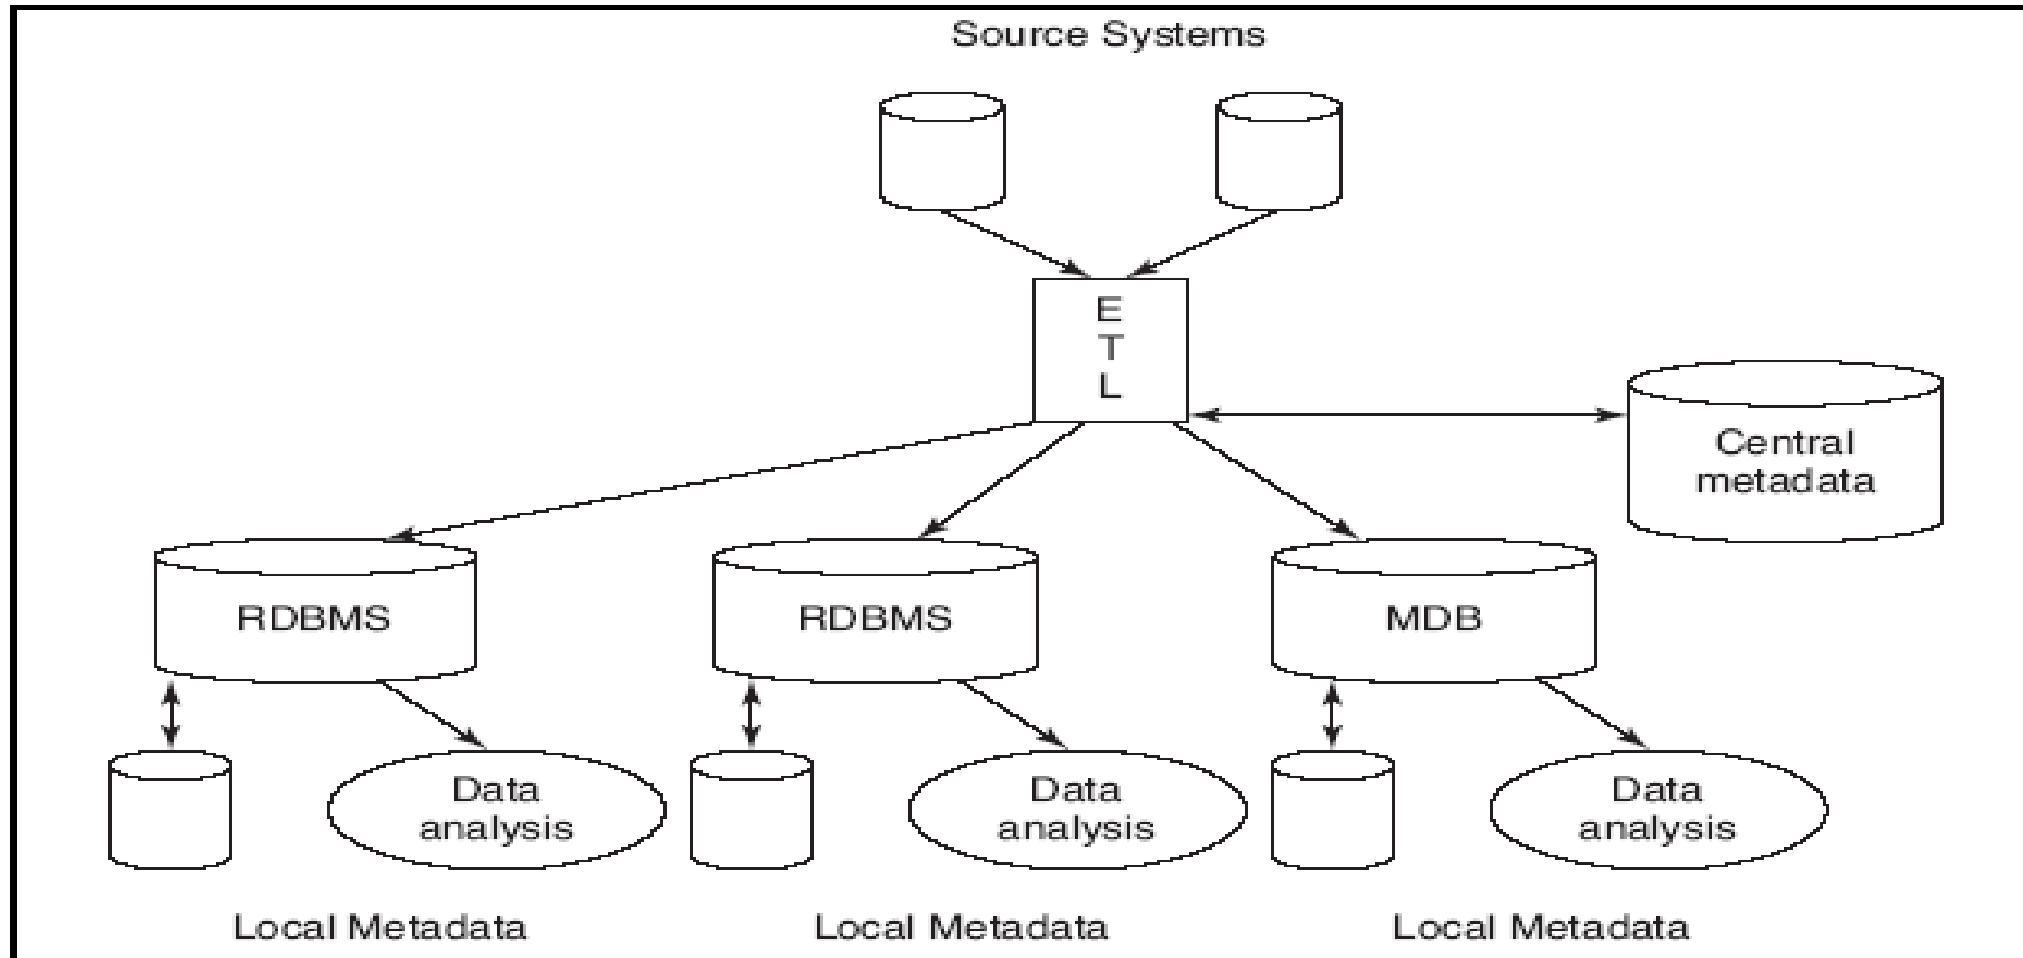 Source Systems
E
T
L
Central
metadata
RDBMS
RDBMS
MDB
Data
analysis
Data
analysis
Data
analysis
Local Metadata
Local Metadata
Local Metadata